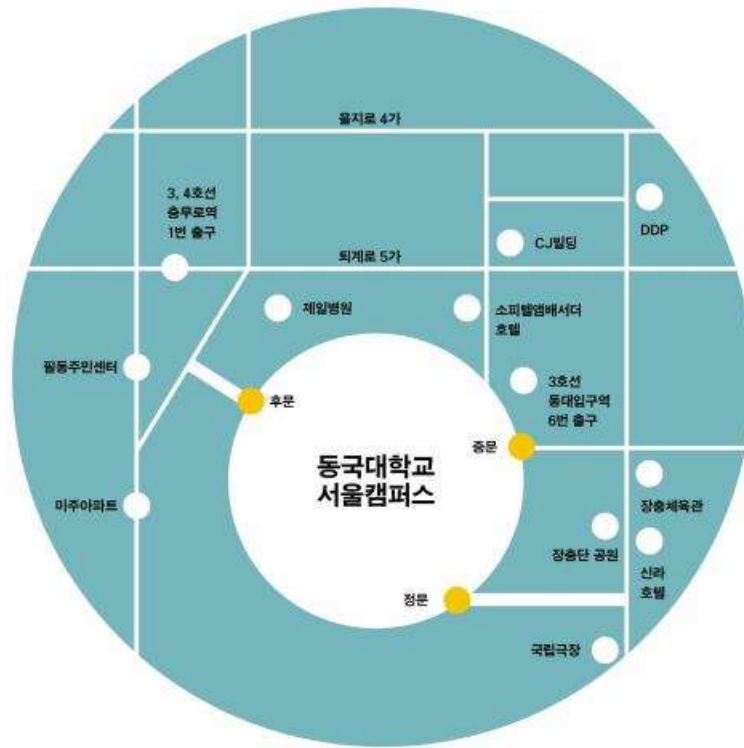 을지로 4가
3, 4호선
충무로역
1번 출구
DDP
CJ빌딩
퇴계로 5가
제일병원
소피텔앰배서더
호텔
필동주민센터
3호선
동대입구역
6번 출구
후문
중문
동국대학교
서울캠퍼스
미주아파트
장충체육관
장충단 공원
신라
호텔
정문
국립극장